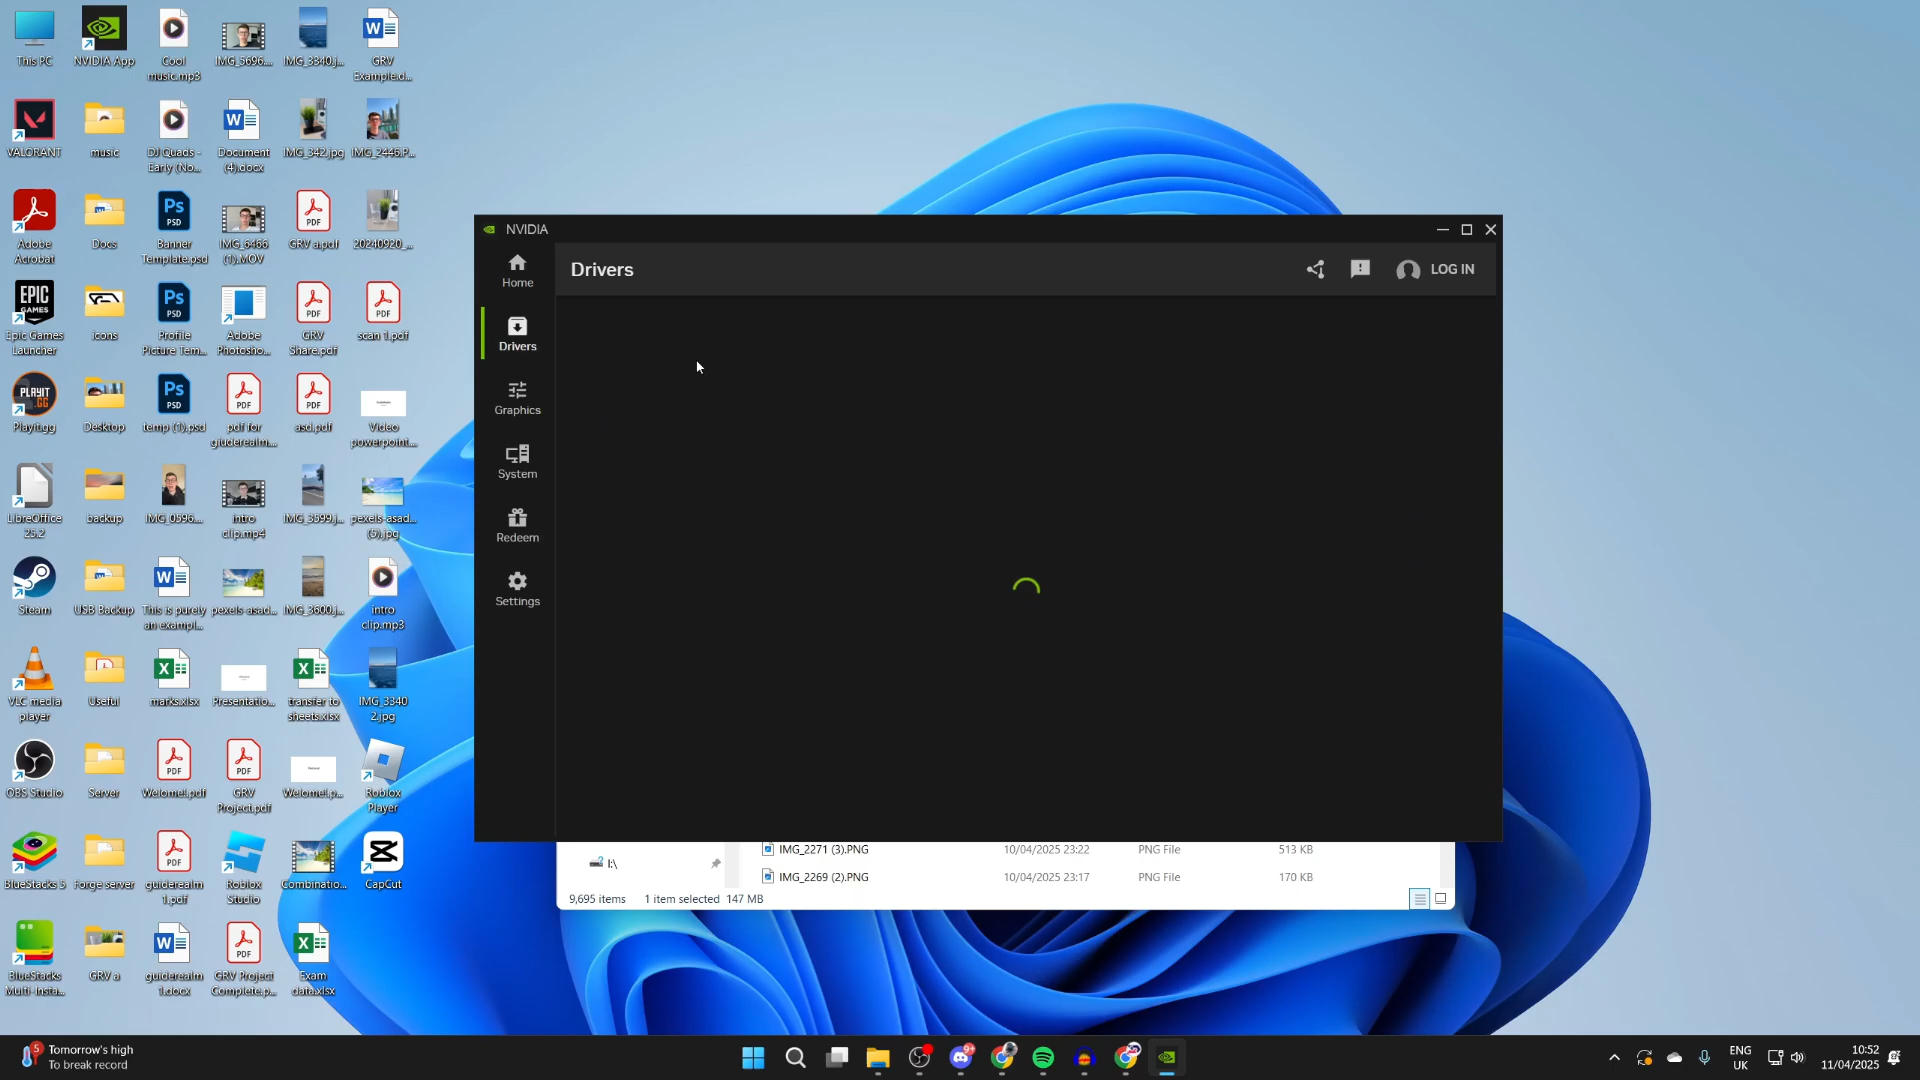 This PC
NVIDIA App
Cool
music.mp3
IMG_5696....
IMG_3340.j...
GRV
Example.d...
VALORANT
music
DJ Quads -
Early (No...
Document
(4).docx
IMG_342.jpg
IMG_2446.P...
Adobe
Acrobat
Docs
Banner
Template.psd
IMG_6466
(1).MOV
GRV a.pdf
20240920_...
Epic Games
Launcher
icons
Profile
Picture Tem...
Adobe
Photosho...
GRV
Share.pdf
scan 1.pdf
Playit.gg
Desktop
temp (1).psd
pdf for
giuderealm...
asd.pdf
Video
powerpoint...
LibreOffice
25.2
backup
IMG_0596....
intro
clip.mp4
IMG_3599.j...
pexels-asad...
(5).jpg
Steam
USB Backup
This is purely
an exampl...
pexels-asad...
IMG_3600.j...
intro
clip.mp3
VLC media
player
Useful
marks.xlsx
Presentatio...
transfer to
sheets.xlsx
IMG_3340
2.jpg
OBS Studio
Server
Welome!.pdf
GRV
Project.pdf
Welome!.p...
Roblox
Player
BlueStacks 5
Forge server
guiderealm
1.pdf
Roblox
Studio
Combinatio...
CapCut
BlueStacks
Multi-Insta...
GRV a
guiderealm
1.docx
GRV Project
Complete.p...
Exam
data.xlsx
NVIDIA
Home
Drivers
Graphics
System
Redeem
Settings
Drivers
LOG IN
I:\
IMG_2271 (3).PNG 10/04/2025 23:22 PNG File 513 KB
IMG_2269 (2).PNG 10/04/2025 23:17 PNG File 170 KB
9,695 items 1 item selected 147 MB
5
Tomorrow's high
To break record
9+
ENG
UK
10:52
11/04/2025